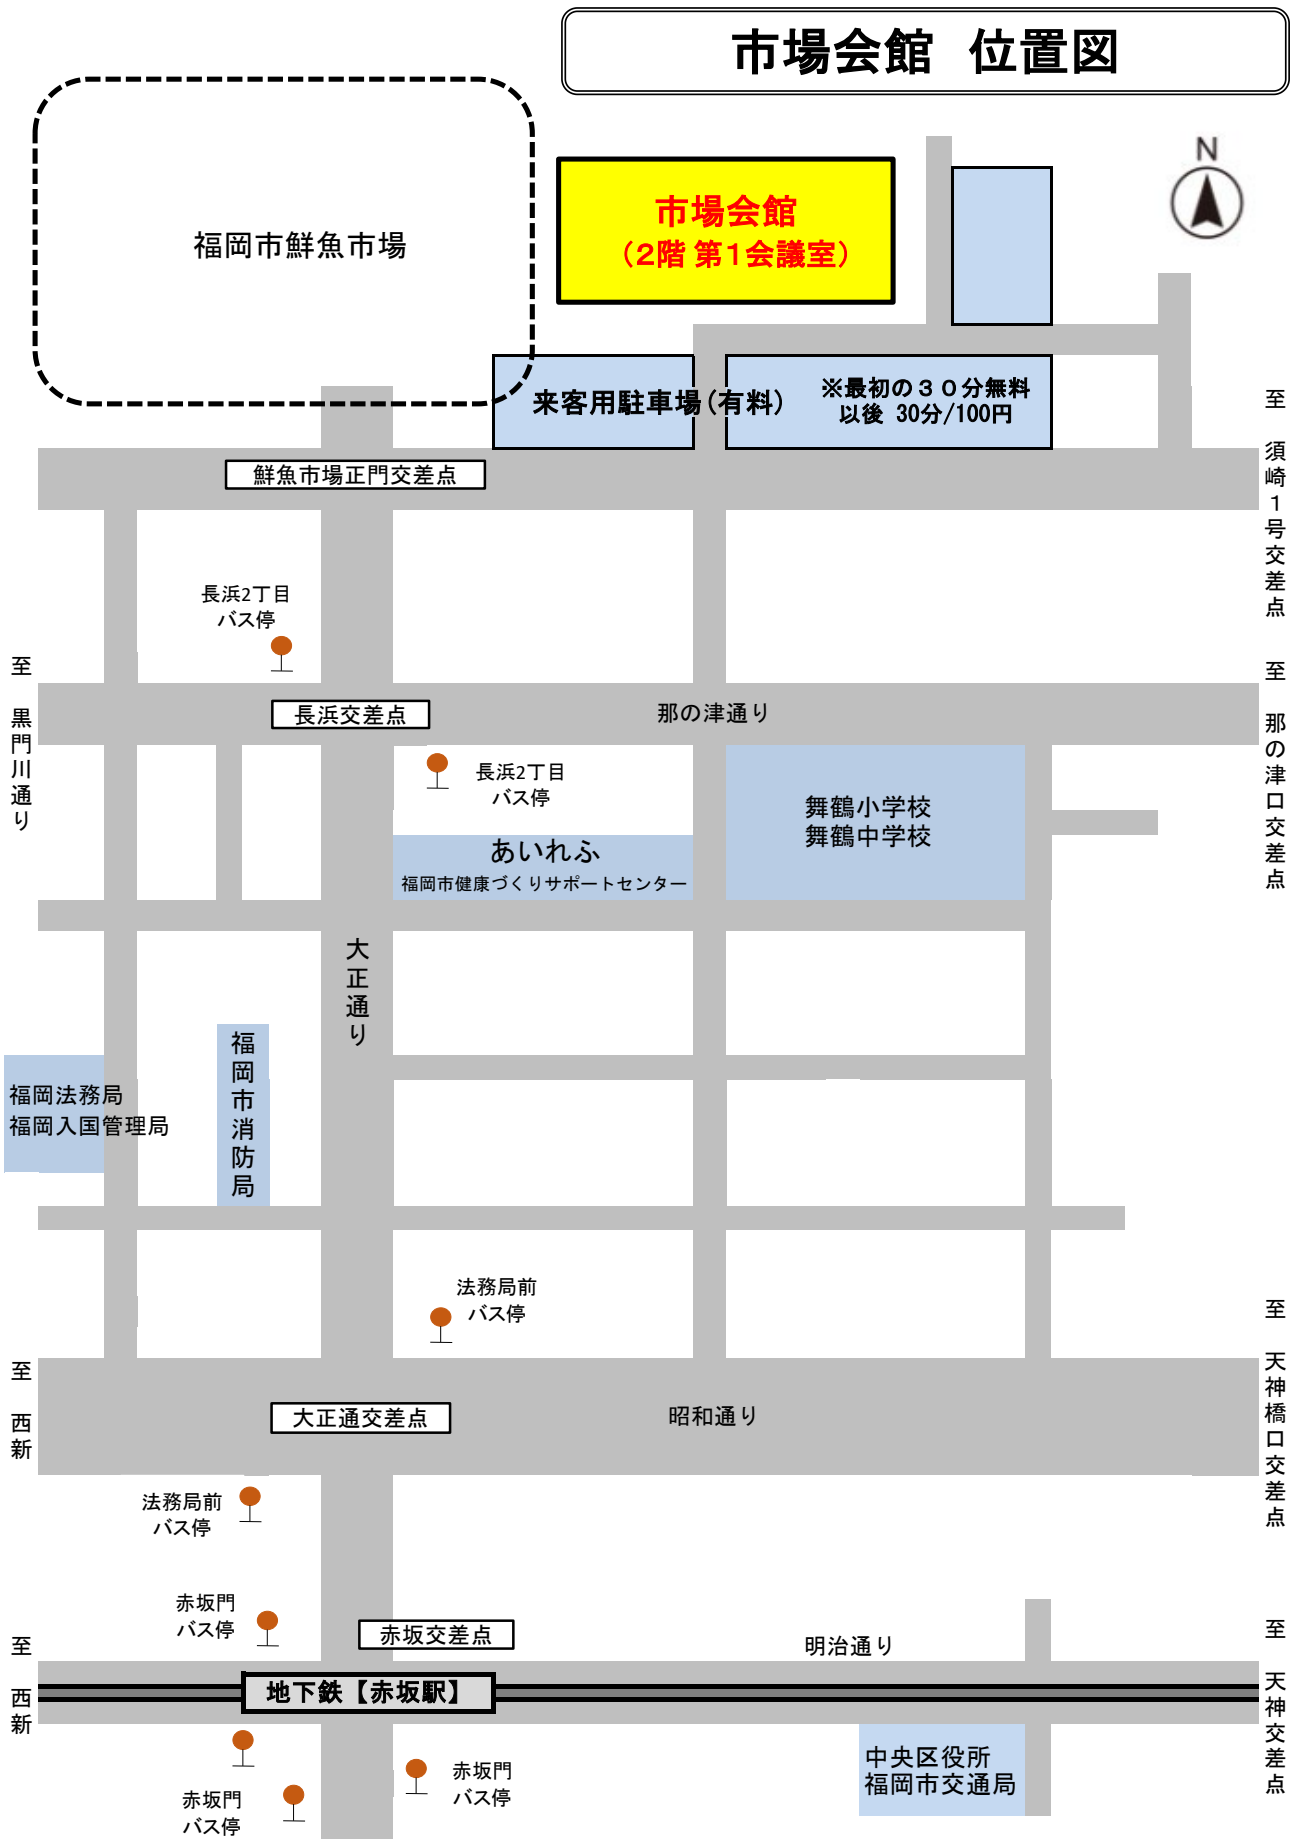 市場会館　位置図
N
福岡市鮮魚市場
市場会館
（２階 第１会議室）
来客用駐車場(有料)
※最初の３０分無料
以後 30分/100円
至　須崎１号交差点
鮮魚市場正門交差点
長浜2丁目
バス停
至　黒門川通り
長浜交差点
那の津通り
至　那の津口交差点
長浜2丁目
バス停
舞鶴小学校
舞鶴中学校
あいれふ
福岡市健康づくりサポートセンター
大正通り
福岡市消防局
福岡法務局
福岡入国管理局
法務局前
バス停
至　西新
大正通交差点
昭和通り
至　天神橋口交差点
法務局前
バス停
赤坂門
バス停
赤坂交差点
明治通り
至　西新
地下鉄【赤坂駅】
至　天神交差点
中央区役所
福岡市交通局
赤坂門
バス停
赤坂門
バス停